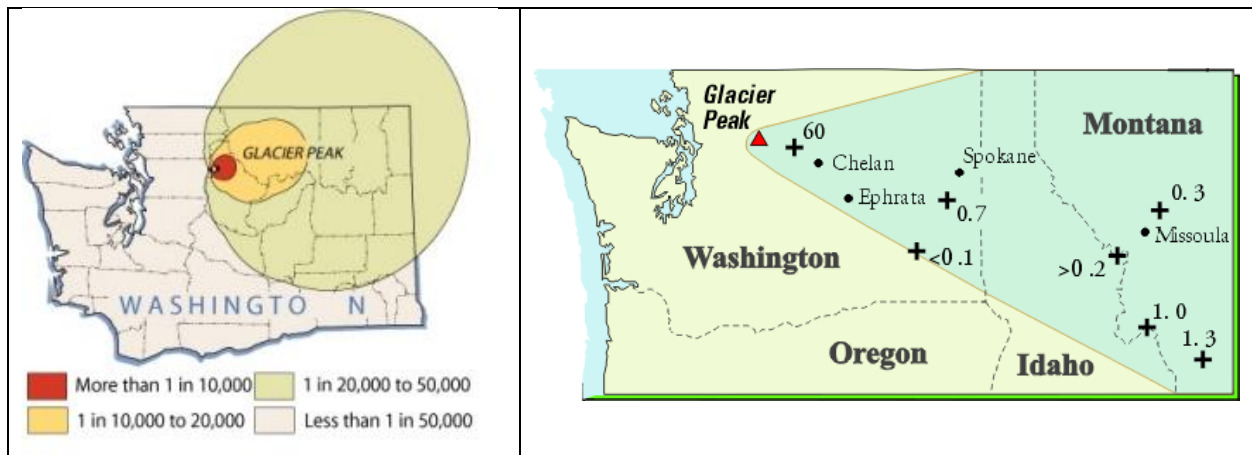 GLACIER PEAK
WASHINGTO N
More than 1 in 10,000
1 in 20,000 to 50,000
1 in 10,000 to 20,000
Less than 1 in 50,000
Glacier
Peak
60
Chelan
Ephrata
Spokane
0.7
<0.1
Montana
0.3
Missoula
>0.2
1.0
1.3
Washington
Oregon
Idaho